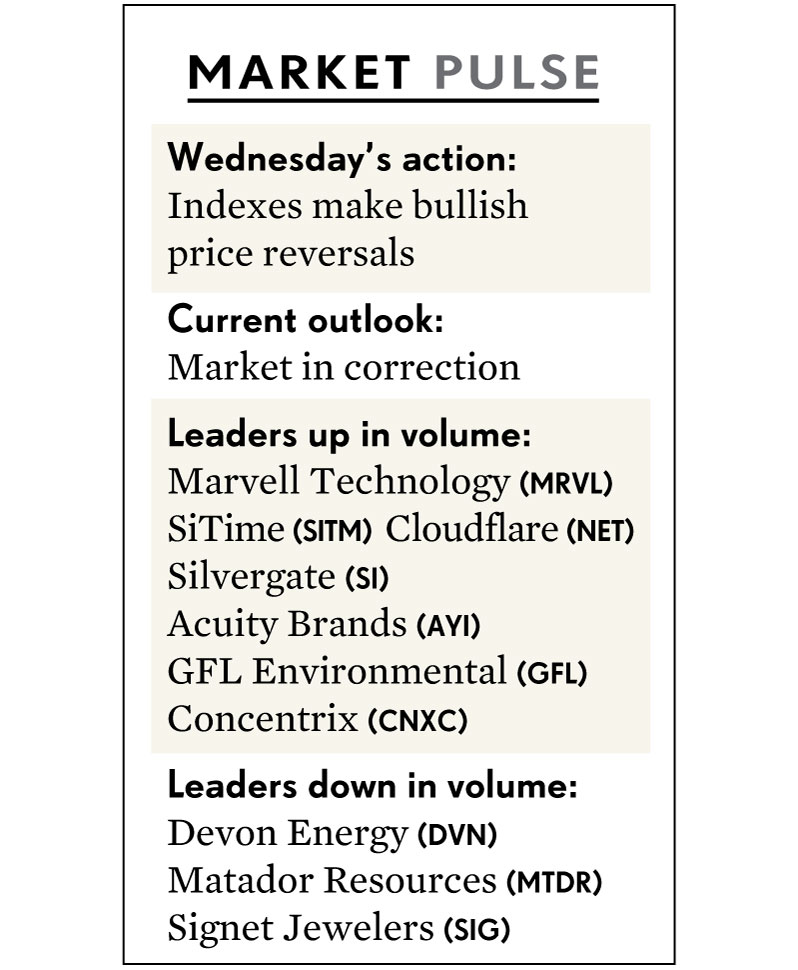 MARKET PULSE
Wednesday’s action:
Indexes make bullish
price reversals
Current outlook:
Market in correction
Leaders up in volume:
Marvell Technology (MRVL)
SiTime (SITM) Cloudflare (NET)
Silvergate (SI)
Acuity Brands (AYI)
GFL Environmental (GFL)
Concentrix (CNXC)
Leaders down in volume:
Devon Energy (DVN)
Matador Resources (MTDR)
Signet Jewelers (SIG)